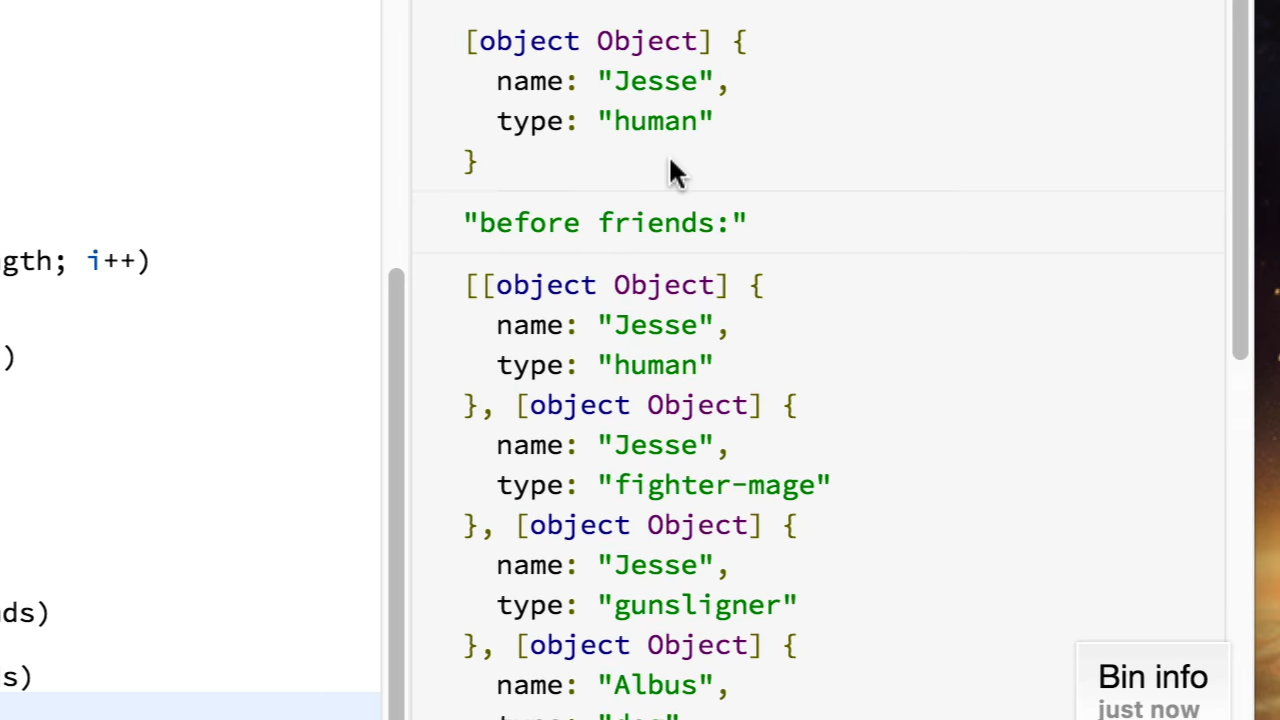 [object Object] {
name: "Jesse",
type: "human"
}
"before friends:"
gth; i++)
[[object Object] {
name: "Jesse",
type: "human"
)
}, [object Object] {
name: "Jesse",
type: "fighter-mage"
}, [object Object] {
name: "Jesse",
type: "gunsligner"
ds)
}, [object Object] {
name: "Albus",
s)
Bin info
just now